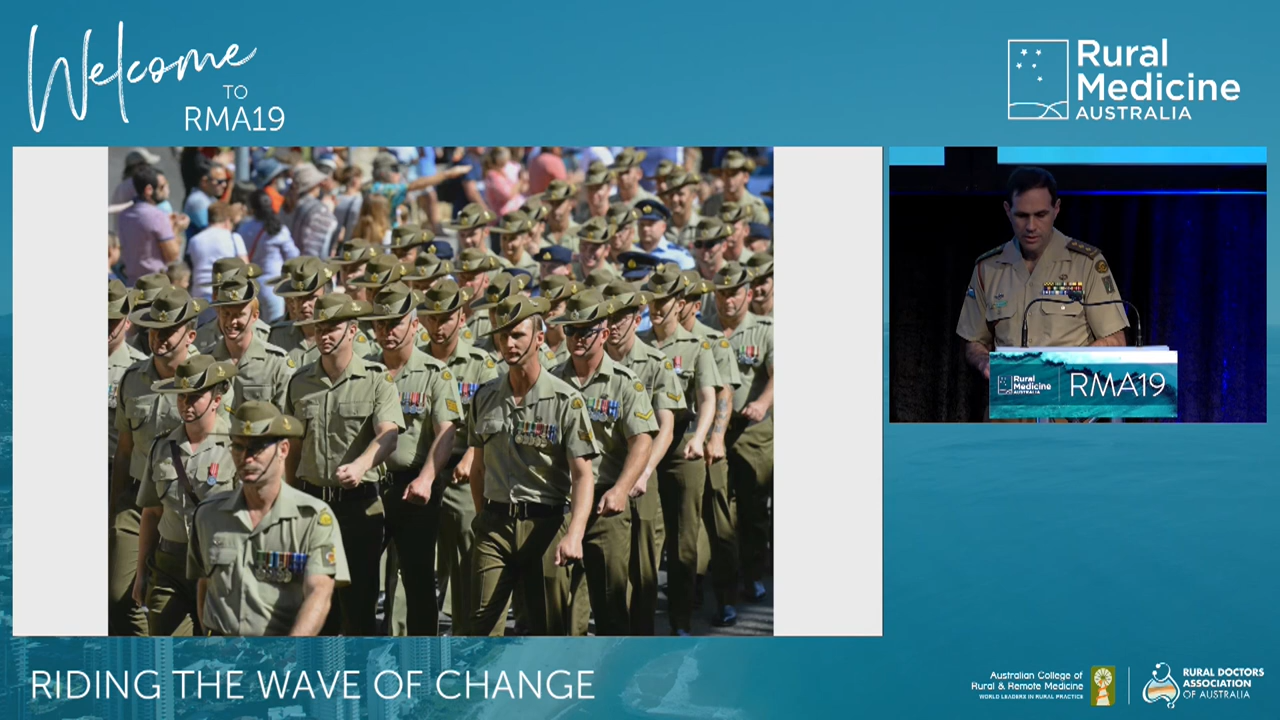 Welcome
TO
RMA19
Rural
Medicine
AUSTRALIA
Rural
Medicine
AUSTRALIA
RMA19
RIDING THE WAVE OF CHANGE
Australian College of
Rural & Remote Medicine
WORLD LEADERS IN RURAL PRACTICE
RURAL DOCTORS
ASSOCIATION
OF AUSTRALIA